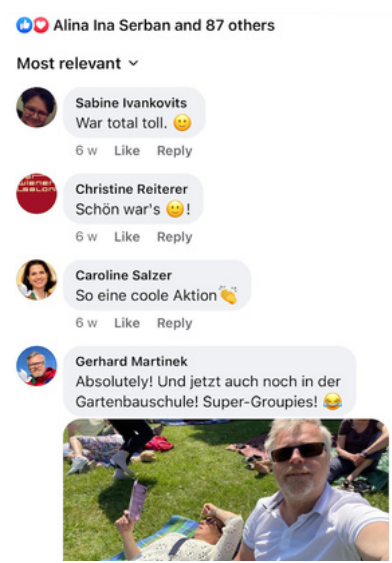 Alina Ina Serban and 87 others
Most relevant
Sabine Ivankovits
War total toll. 🙂
6 w Like Reply
Christine Reiterer
Schön war's 🙂!
6 w Like Reply
Caroline Salzer
So eine coole Aktion👏
6 w Like Reply
Gerhard Martinek
Absolutely! Und jetzt auch noch in der
Gartenbauschule! Super-Groupies! 😂